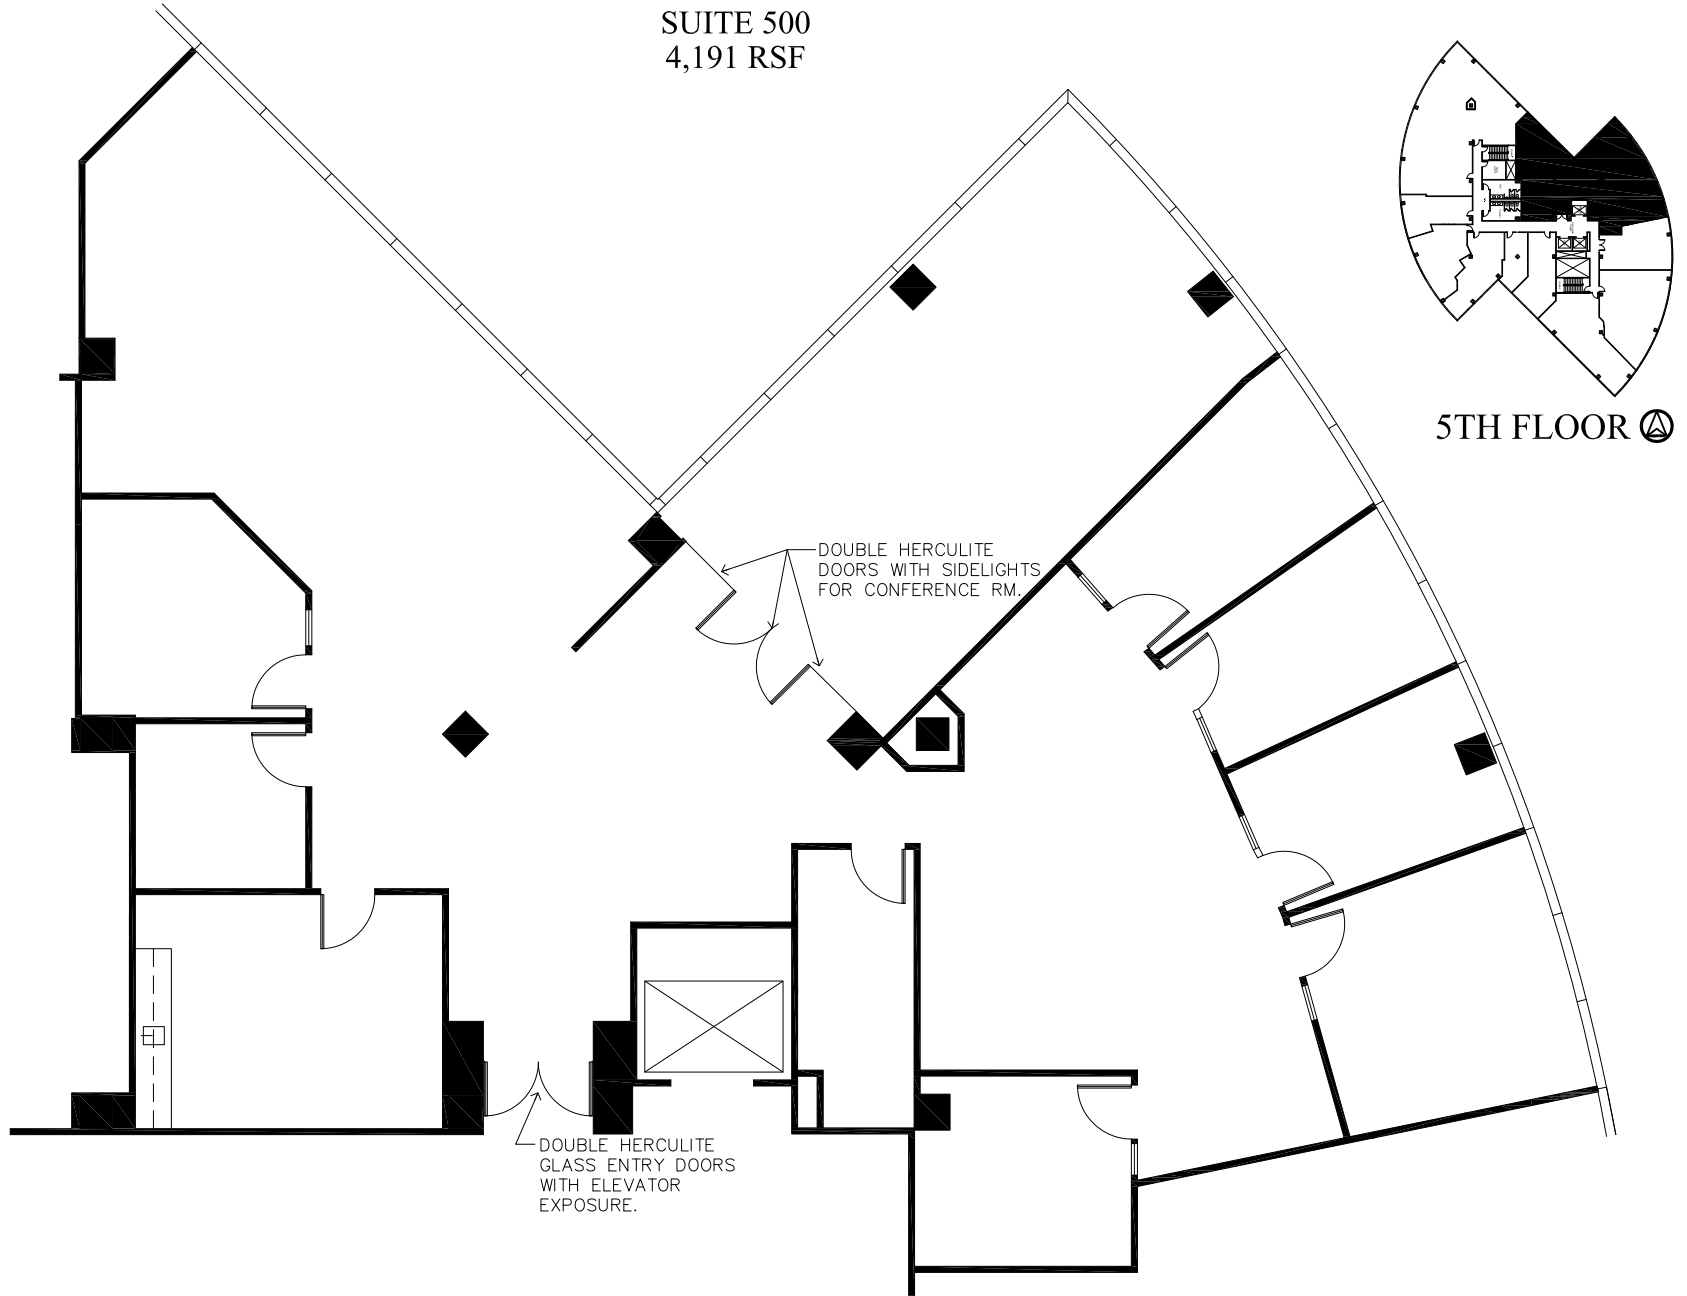 SUITE 500
4,191 RSF
5TH FLOOR
DOUBLE HERCULITE
DOORS WITH SIDELIGHTS
FOR CONFERENCE RM.
DOUBLE HERCULITE
GLASS ENTRY DOORS
WITH ELEVATOR
EXPOSURE.